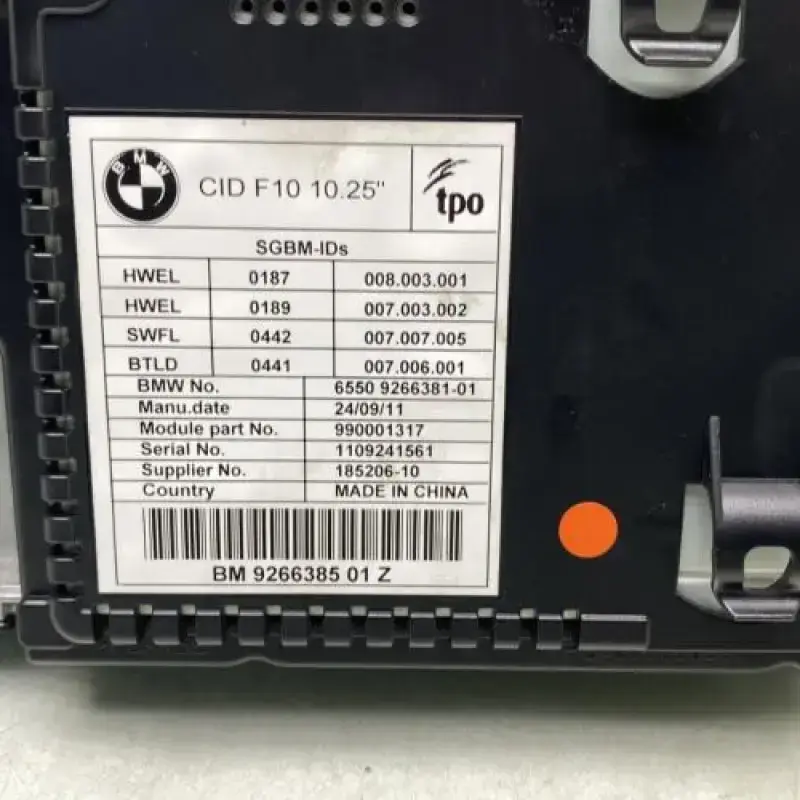 BMW
CID F10 10.25"
tpo
SGBM-IDs
HWEL 0187 008.003.001
HWEL 0189 007.003.002
SWFL 0442 007.007.005
BTLD 0441 007.006.001
BMW No. 6550 9266381-01
Manu.date 24/09/11
Module part No. 990001317
Serial No. 1109241561
Supplier No. 185206-10
Country MADE IN CHINA
BM 9266385 01 Z